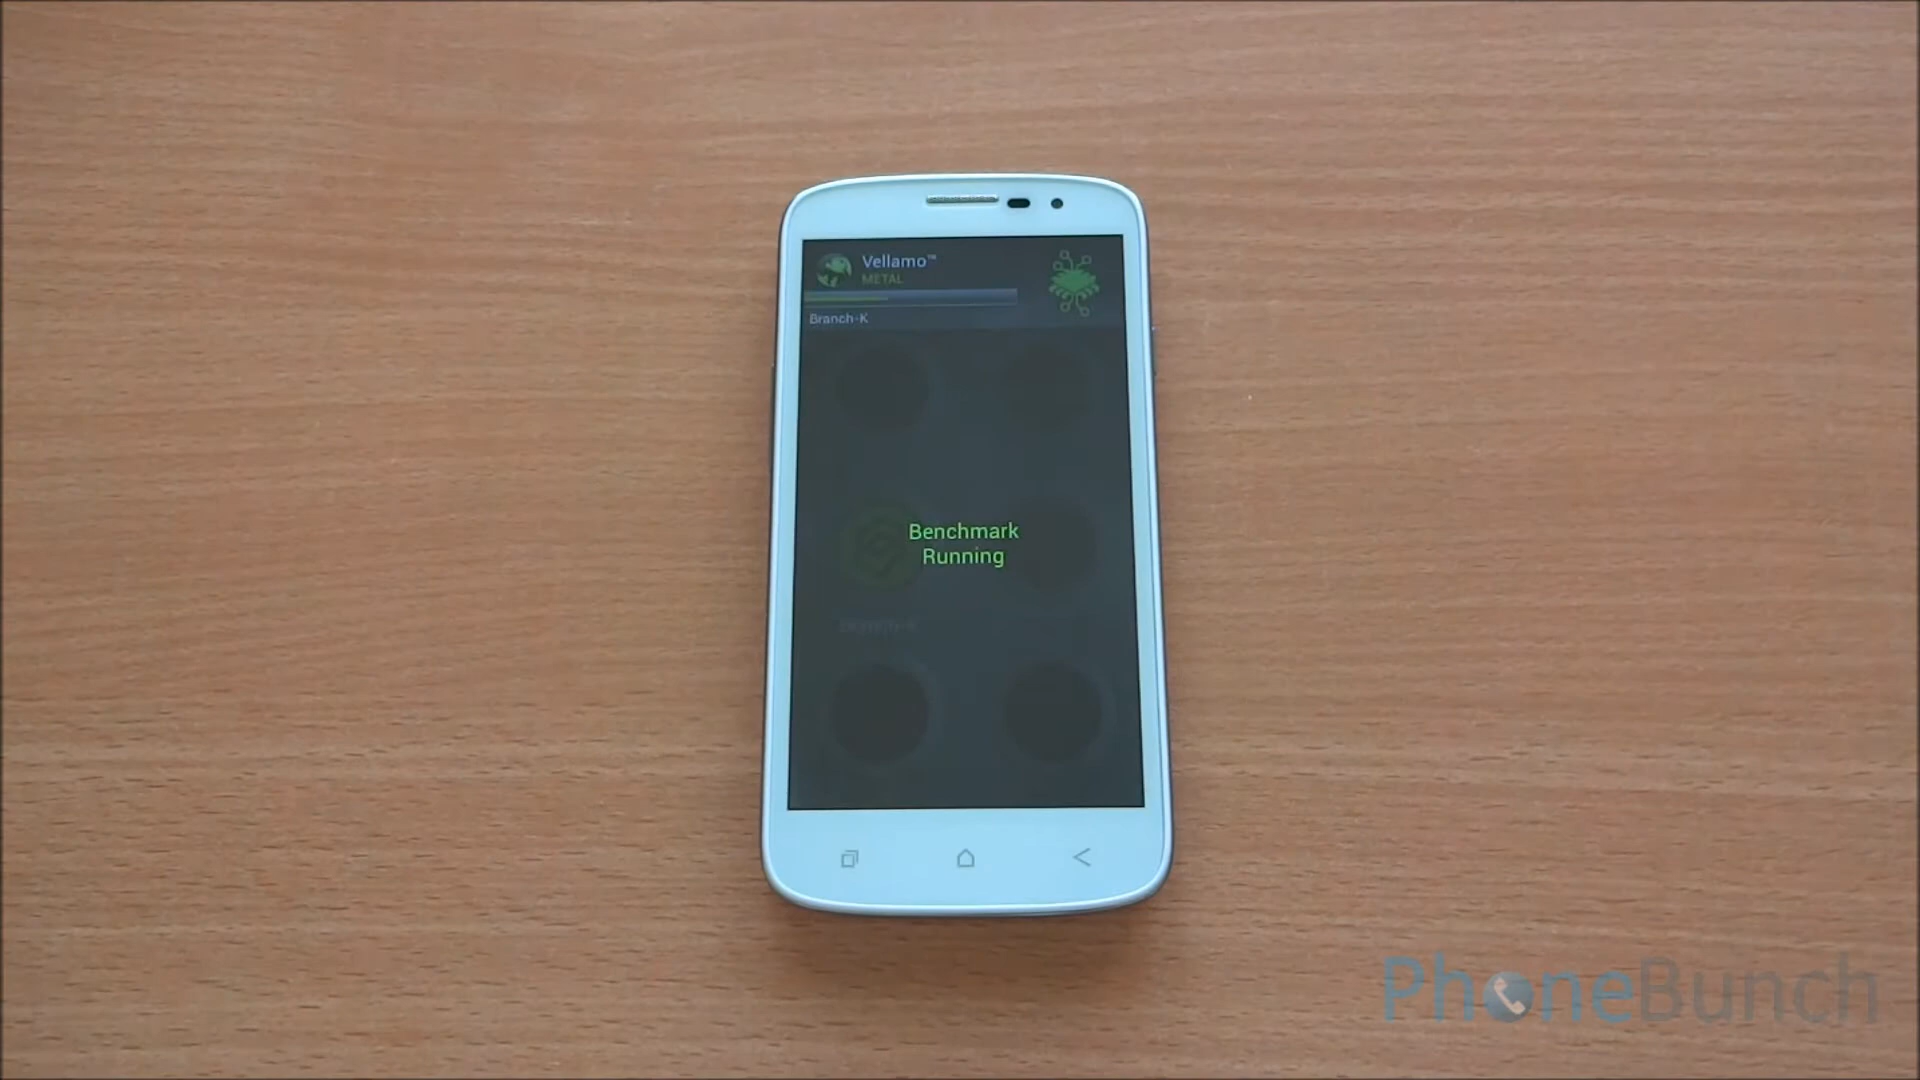 Vellamo™
METAL
Branch-K
Benchmark
Running
PhoneBunch